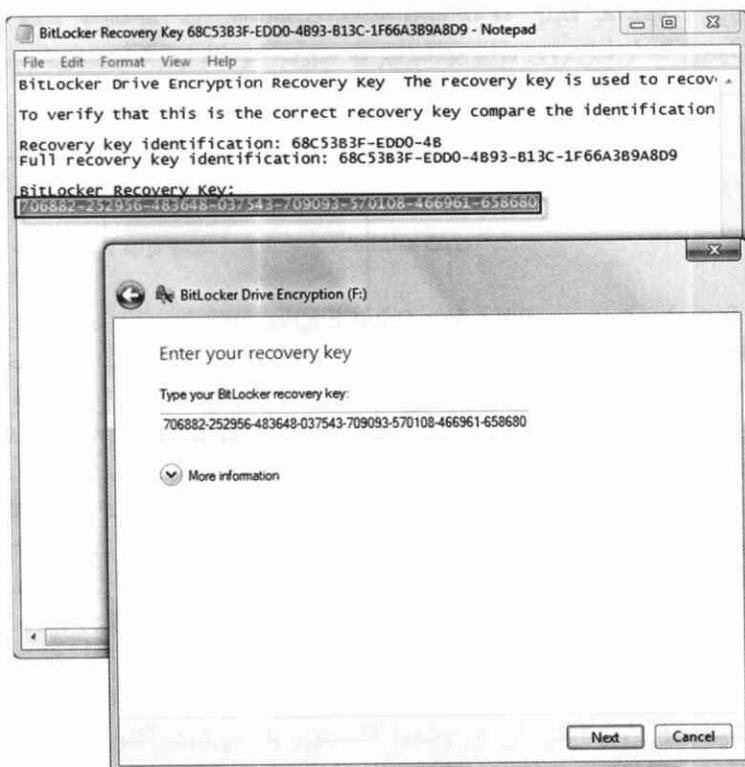 BitLocker Recovery Key 68C53B3F-EDD0-4B93-B13C-1F66A3B9A8D9 - Notepad
File Edit Format View Help
BitLocker Drive Encryption Recovery Key The recovery key is used to recov
To verify that this is the correct recovery key compare the identification
Recovery key identification: 68C53B3F-EDD0-4B
Full recovery key identification: 68C53B3F-EDD0-4B93-B13C-1F66A3B9A8D9
BitLocker Recovery Key:
706882-252956-483648-037543-709093-570108-466961-658680
BitLocker Drive Encryption (F:)
Enter your recovery key
Type your BitLocker recovery key:
706882-252956-483648-037543-709093-570108-466961-658680
More information
Next Cancel